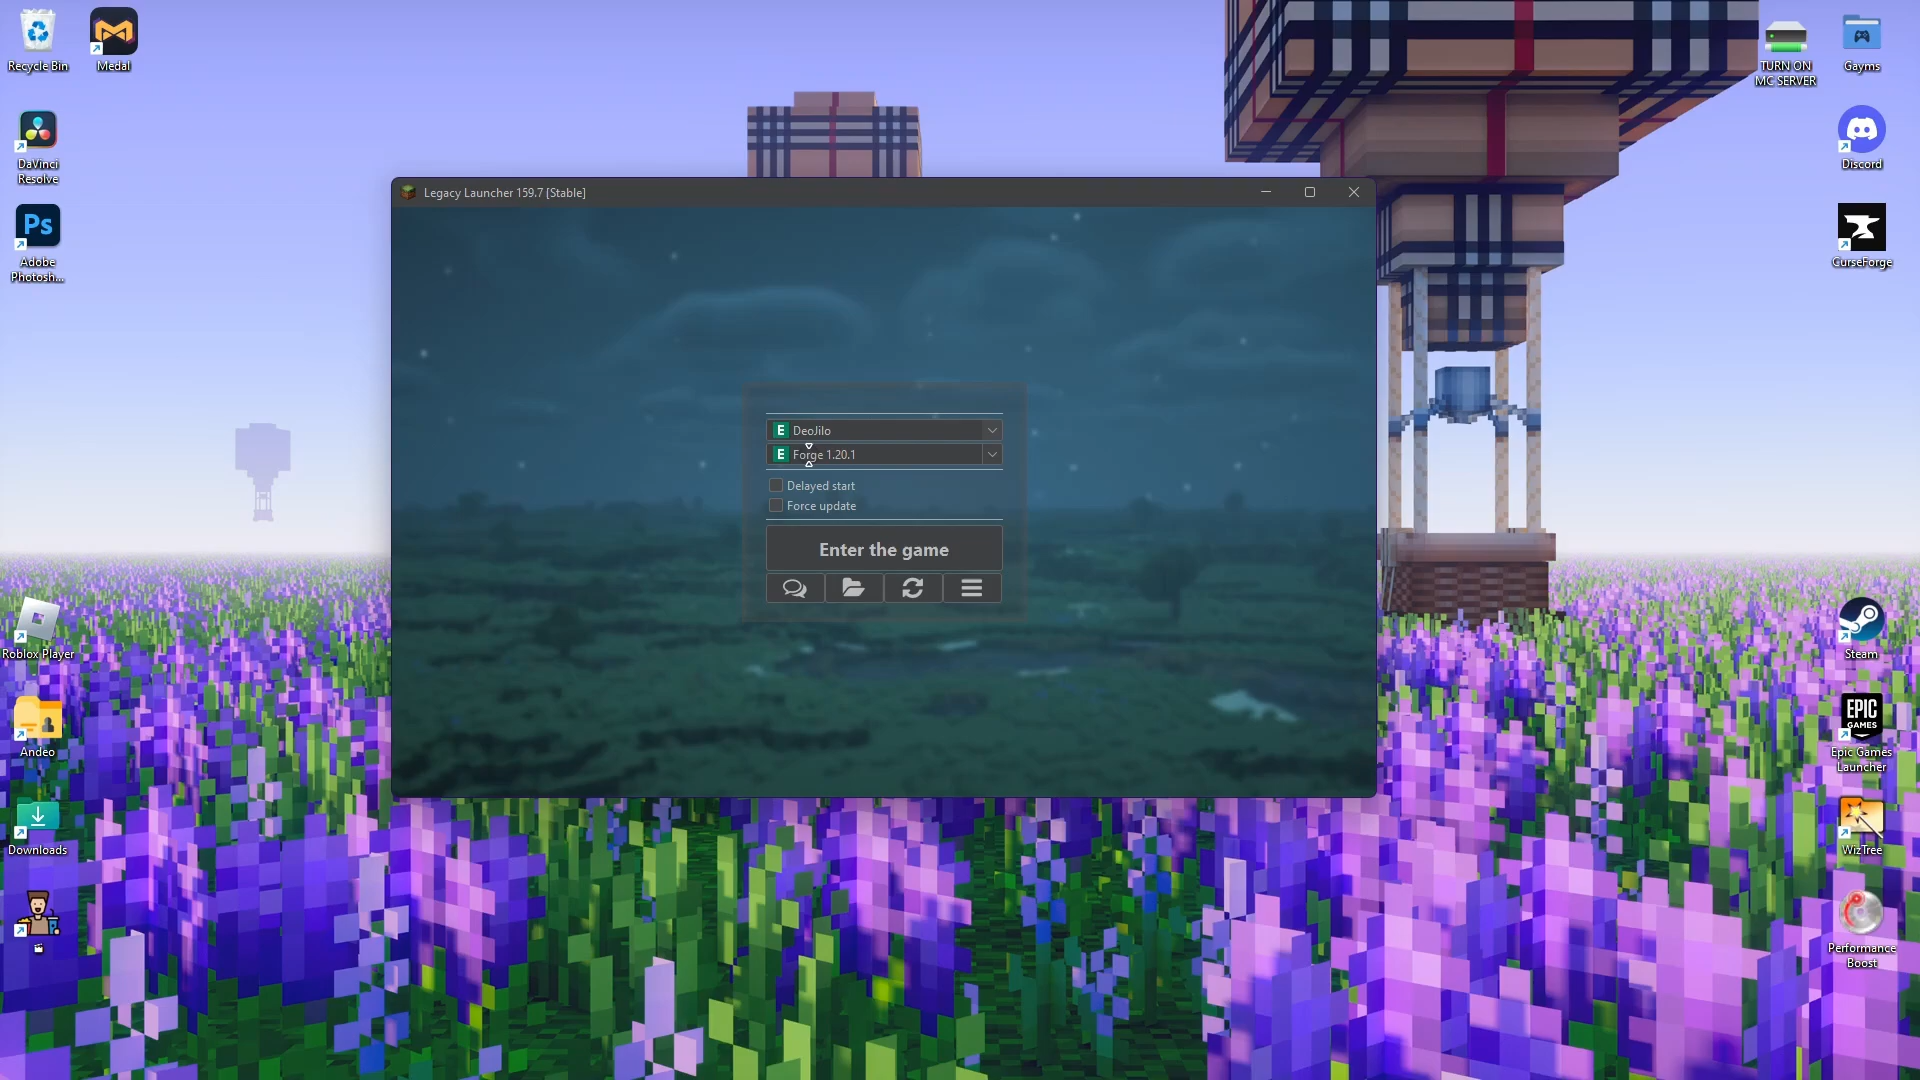 Recycle Bin
Medal
DaVinci
Resolve
Ps
Adobe
Photosh...
Roblox Player
Andeo
Downloads
Legacy Launcher 159.7 [Stable]
E DeoJilo
E Forge 1.20.1
Delayed start
Force update
Enter the game
TURN ON
MC SERVER
Gayms
Discord
CurseForge
Steam
EPIC
GAMES
Epic Games
Launcher
WizTree
Performance
Boost